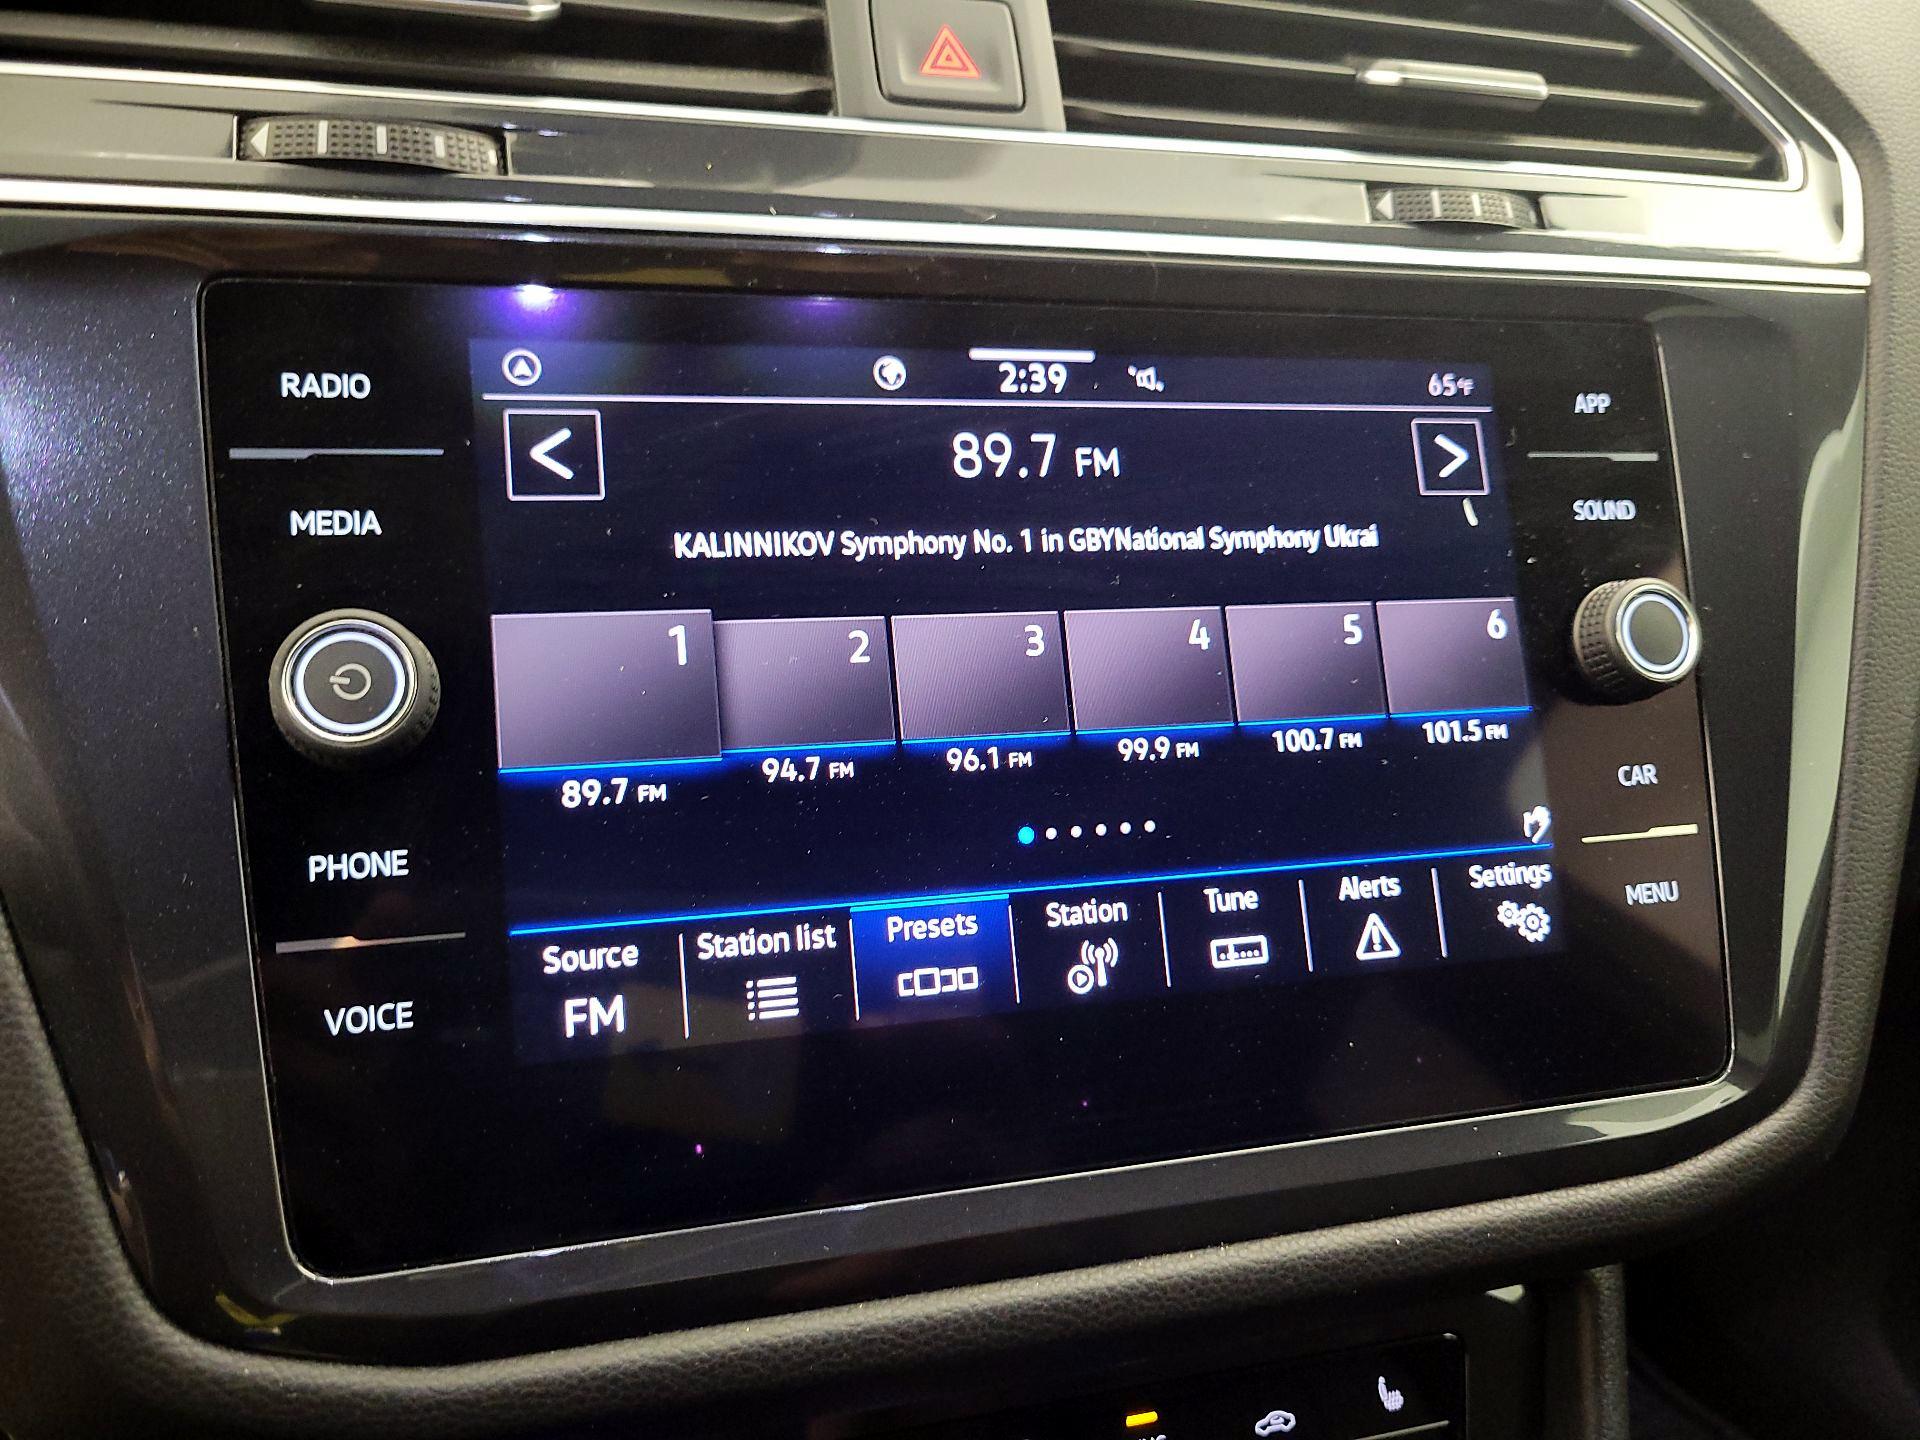 RADIO
MEDIA
PHONE
VOICE
2:39
65°F
< 89.7 FM >
KALINNIKOV Symphony No. 1 in GBYNational Symphony Ukrai
1 2 3 4 5 6
89.7 FM 94.7 FM 96.1 FM 99.9 FM 100.7 FM 101.5 FM
Source Station list Presets Station Tune Alerts Settings
FM
APP
SOUND
CAR
MENU